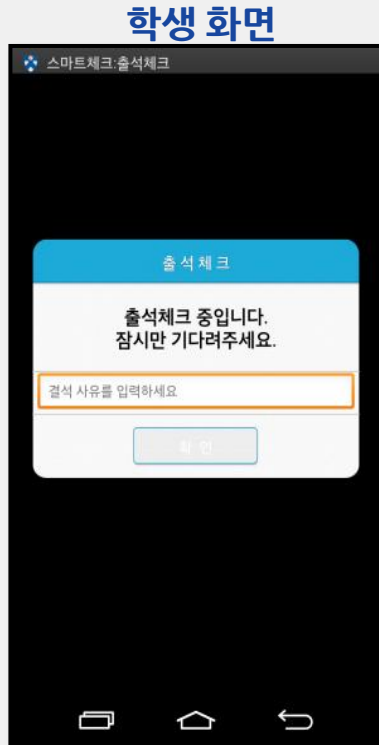 학생 화면
스마트체크:출석체크
출석체크
출석체크 중입니다.
잠시만 기다려주세요.
결석 사유를 입력하세요
확인